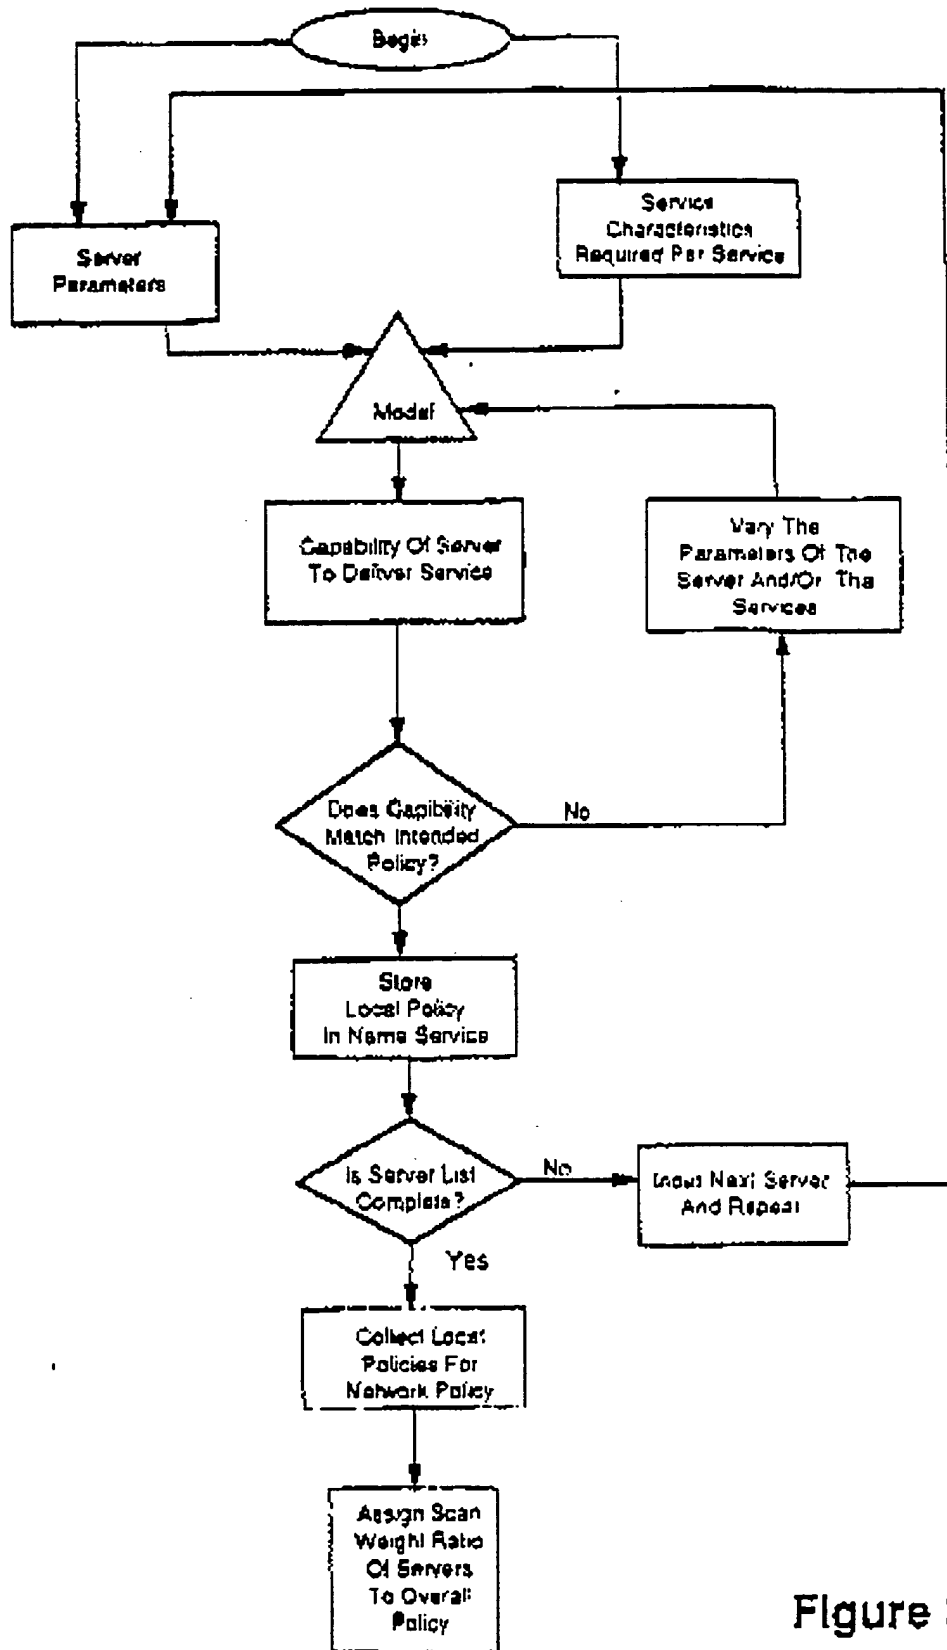 Begin
Service
Characteristics
Required Per Service
Server
Parameters
Model
Capability Of Server
To Deliver Service
Vary The
Parameters Of The
Server And/Or The
Services
Does Capibility
Match Intended
Policy?
No
Store
Local Policy
In Name Service
Is Server List
Complete?
No
Input Next Server
And Repeat
Yes
Collect Local
Policies For
Network Policy
Assign Scan
Weight Ratio
Of Servers
To Overall
Policy
Figure